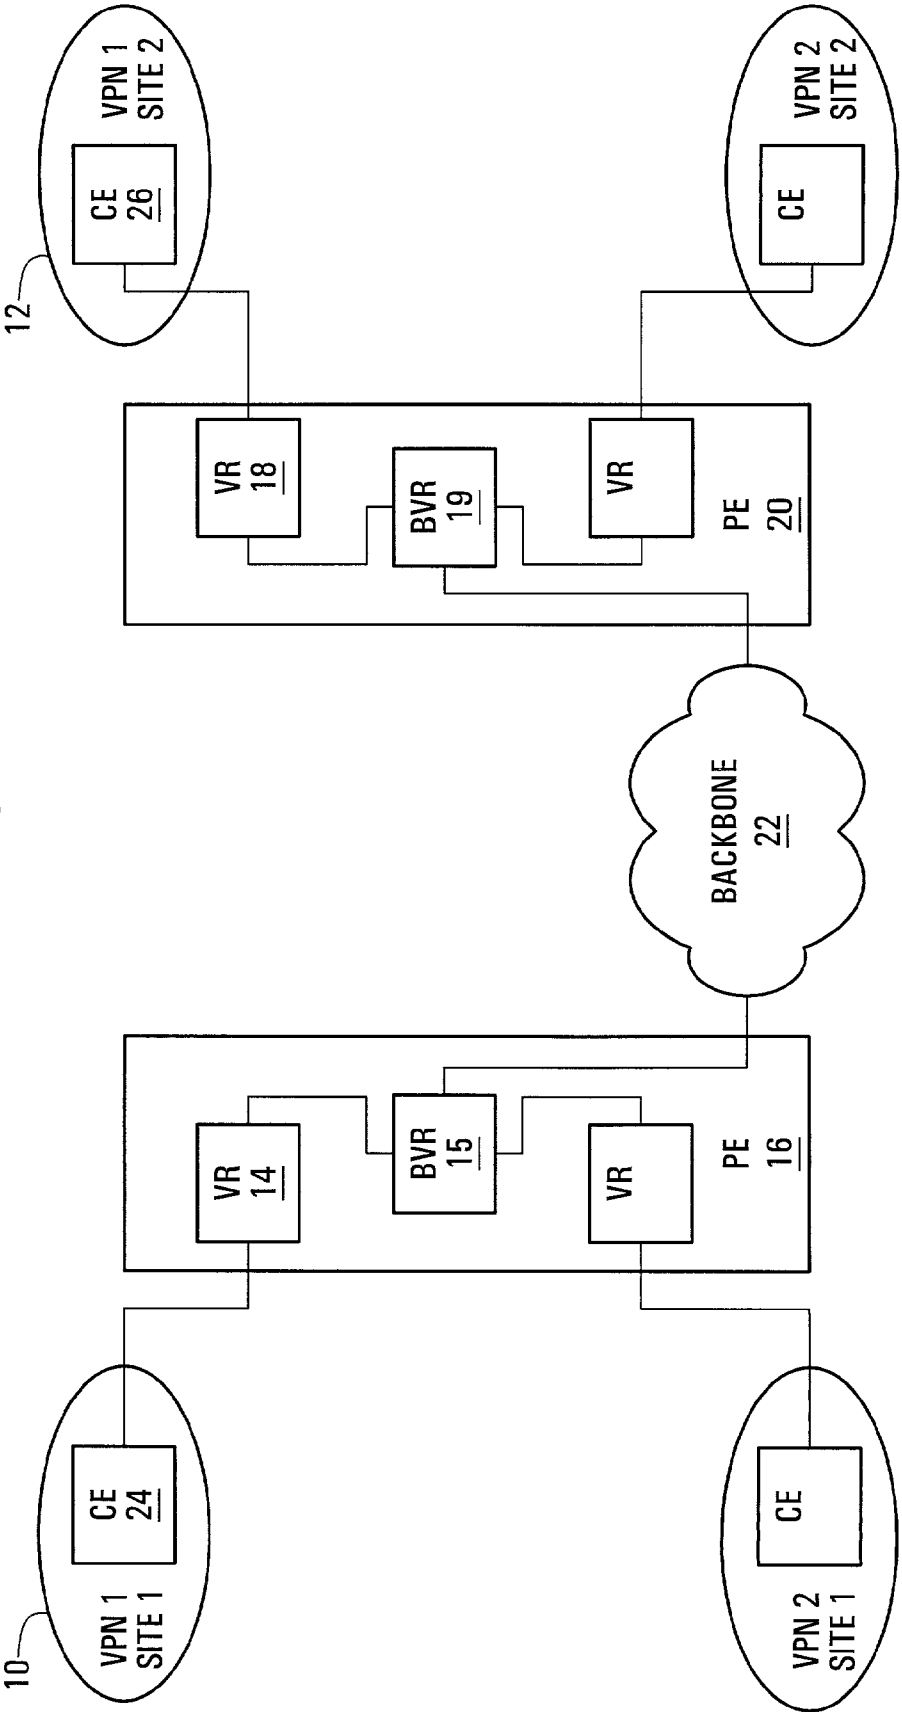 10
VPN 1
SITE 1
CE
24
VR
14
BVR
15
VR
PE
16
VPN 2
SITE 1
CE
BACKBONE
22
VR
18
BVR
19
VR
PE
20
12
CE
26
VPN 1
SITE 2
CE
VPN 2
SITE 2